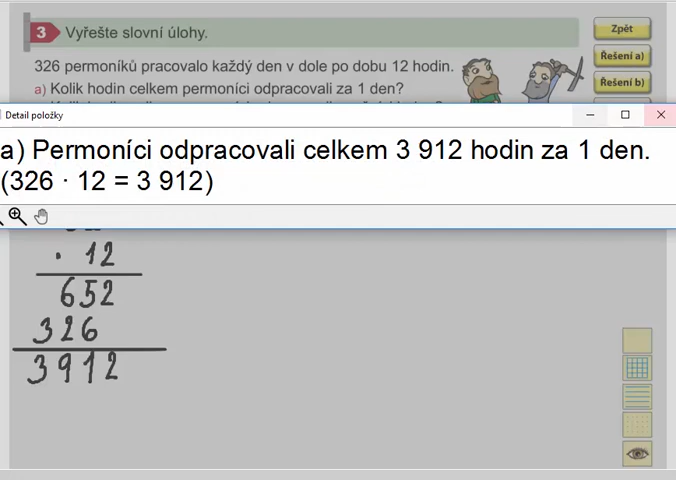 3 Vyřešte slovní úlohy.
Zpět
326 permoníků pracovalo každý den v dole po dobu 12 hodin.
Řešení a)
a) Kolik hodin celkem permoníci odpracovali za 1 den?
Řešení b)
Detail položky
a) Permoníci odpracovali celkem 3 912 hodin za 1 den.
(326 · 12 = 3 912)
· 12
652
326
3912